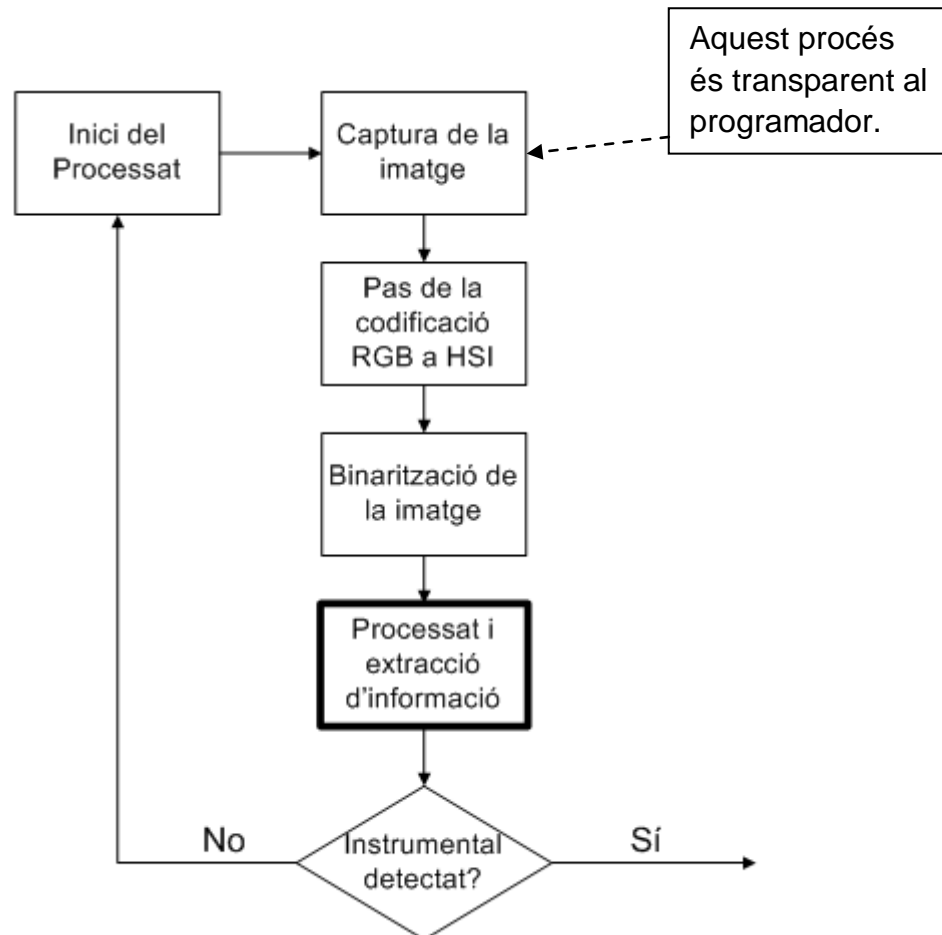 Aquest procés
és transparent al
programador.
Inici del
Processat
Captura de la
imatge
Pas de la
codificació
RGB a HSI
Binarització de
la imatge
Processat i
extracció
d'informació
Instrumental
detectat?
No
Sí